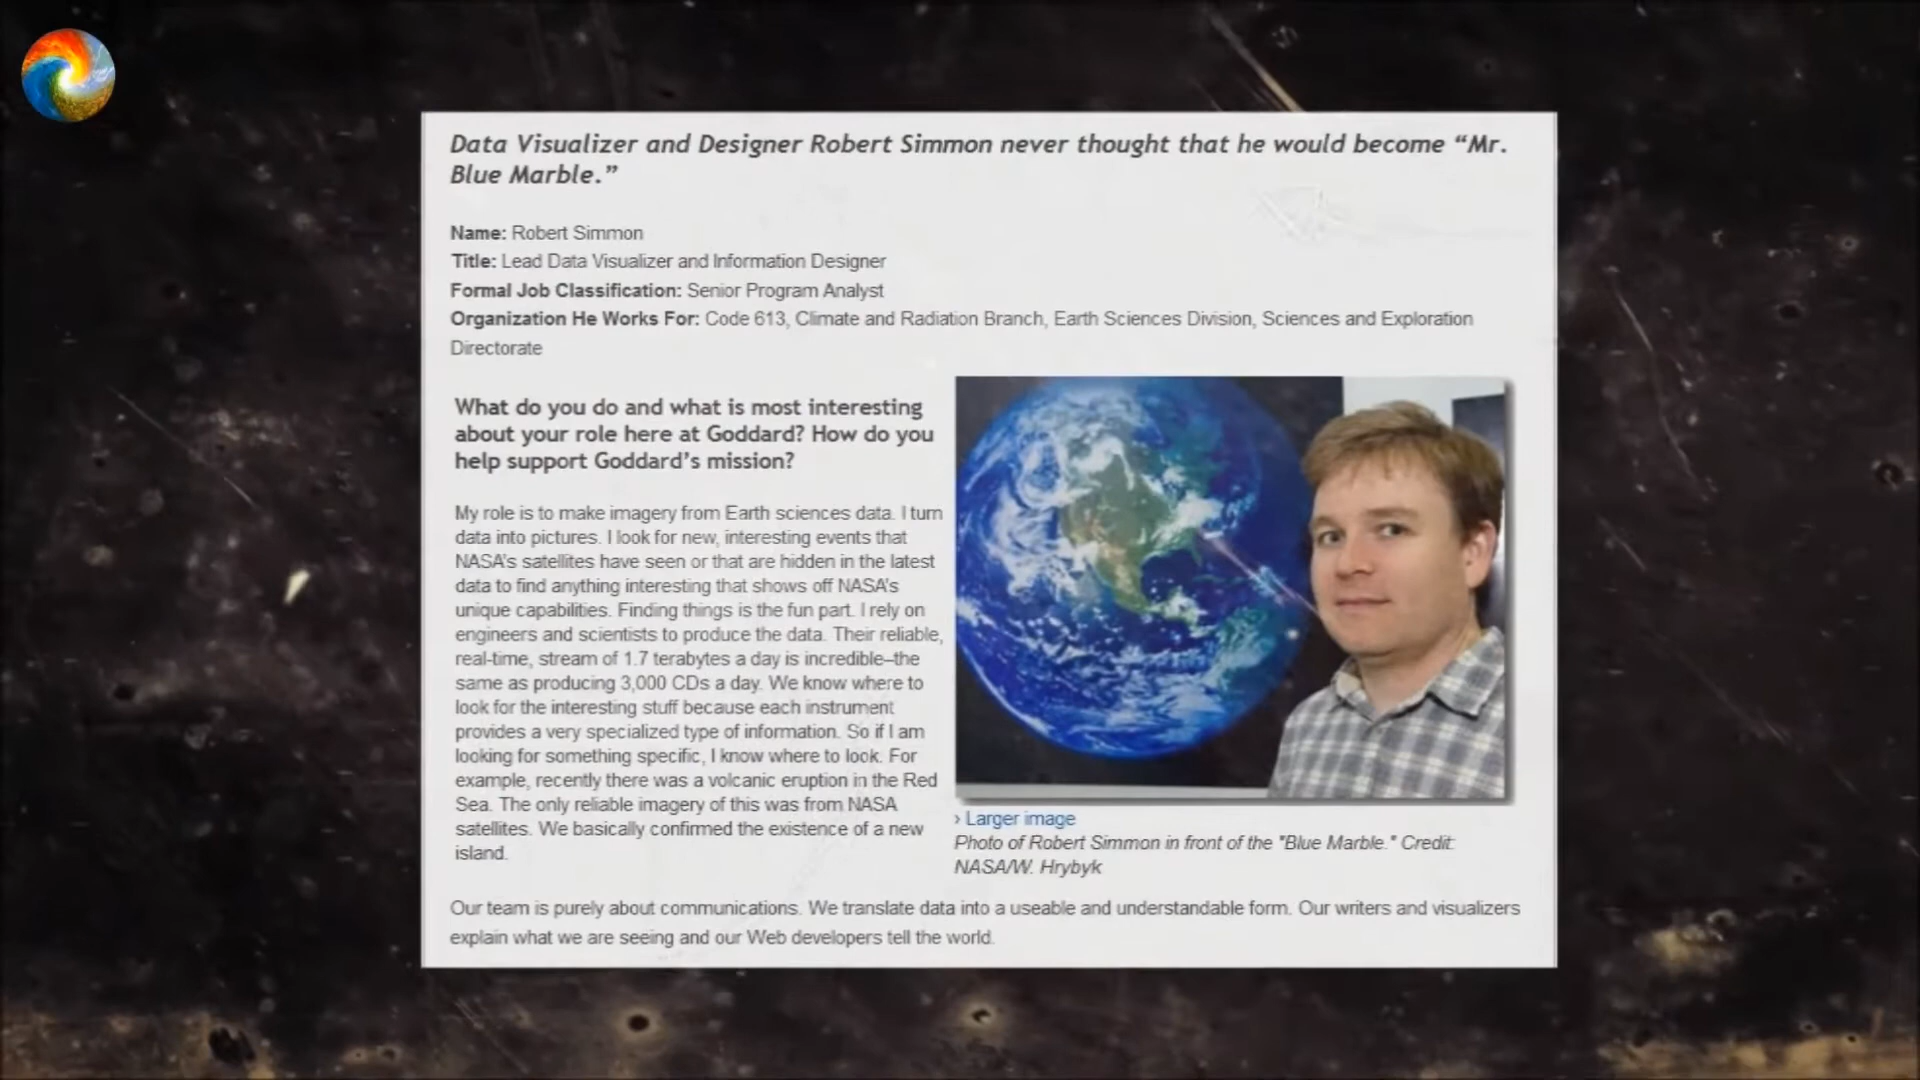 Data Visualizer and Designer Robert Simmon never thought that he would become “Mr.
Blue Marble.”
Name: Robert Simmon
Title: Lead Data Visualizer and Information Designer
Formal Job Classification: Senior Program Analyst
Organization He Works For: Code 613, Climate and Radiation Branch, Earth Sciences Division, Sciences and Exploration
Directorate
What do you do and what is most interesting
about your role here at Goddard? How do you
help support Goddard’s mission?
My role is to make imagery from Earth sciences data. I turn
data into pictures. I look for new, interesting events that
NASA's satellites have seen or that are hidden in the latest
data to find anything interesting that shows off NASA's
unique capabilities. Finding things is the fun part. I rely on
engineers and scientists to produce the data. Their reliable,
real-time, stream of 1.7 terabytes a day is incredible–the
same as producing 3,000 CDs a day. We know where to
look for the interesting stuff because each instrument
provides a very specialized type of information. So if I am
looking for something specific, I know where to look. For
example, recently there was a volcanic eruption in the Red
Sea. The only reliable imagery of this was from NASA
satellites. We basically confirmed the existence of a new
island.
› Larger image
Photo of Robert Simmon in front of the "Blue Marble." Credit:
NASA/W. Hrybyk
Our team is purely about communications. We translate data into a useable and understandable form. Our writers and visualizers
explain what we are seeing and our Web developers tell the world.